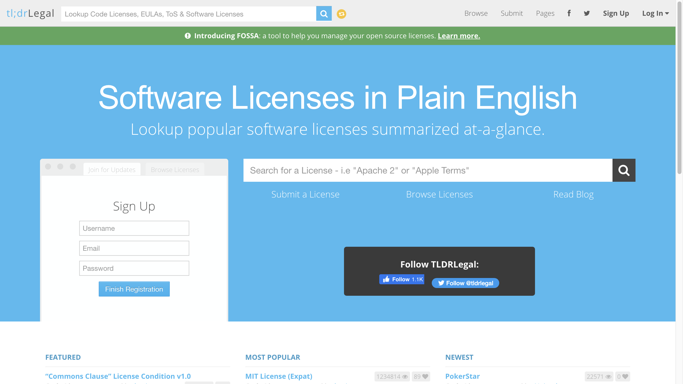 tl;drLegal
Lookup Code Licenses, EULAs, ToS & Software Licenses
Browse
Submit
Pages
Sign Up
Log In
Introducing FOSSA: a tool to help you manage your open source licenses. Learn more.
Software Licenses in Plain English
Lookup popular software licenses summarized at-a-glance.
Join for Updates
Browse Licenses
Sign Up
Username
Email
Password
Finish Registration
Search for a License - i.e "Apache 2" or "Apple Terms"
Submit a License
Browse Licenses
Read Blog
Follow TLDRLegal:
Follow 1.1K
Follow @tldrlegal
FEATURED
"Commons Clause" License Condition v1.0
MOST POPULAR
MIT License (Expat)
1234814
89
NEWEST
PokerStar
22571
0